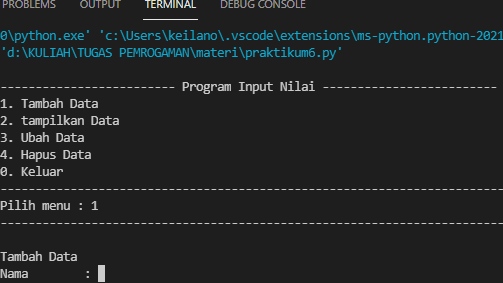 PROBLEMS OUTPUT TERMINAL DEBUG CONSOLE
0\python.exe' 'c:\Users\keilano\.vscode\extensions\ms-python.python-2021
'd:\KULIAH\TUGAS PEMROGAMAN\materi\praktikum6.py'
------------------------- Program Input Nilai -------------------------
1. Tambah Data
2. tampilkan Data
3. Ubah Data
4. Hapus Data
0. Keluar
------------------------------------------------------------------------
Pilih menu : 1
------------------------------------------------------------------------
Tambah Data
Nama :